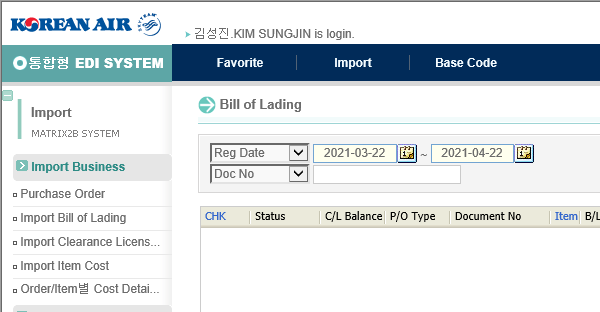 KOREAN AIR
김성진.KIM SUNGJIN is login.
통합형 EDI SYSTEM
Favorite Import Base Code
Import
MATRIX2B SYSTEM
Import Business
Purchase Order
Import Bill of Lading
Import Clearance Licens...
Import Item Cost
Order/Item별 Cost Detai...
Bill of Lading
Reg Date 2021-03-22 ~ 2021-04-22
Doc No
CHK Status C/L Balance P/O Type Document No Item B/L